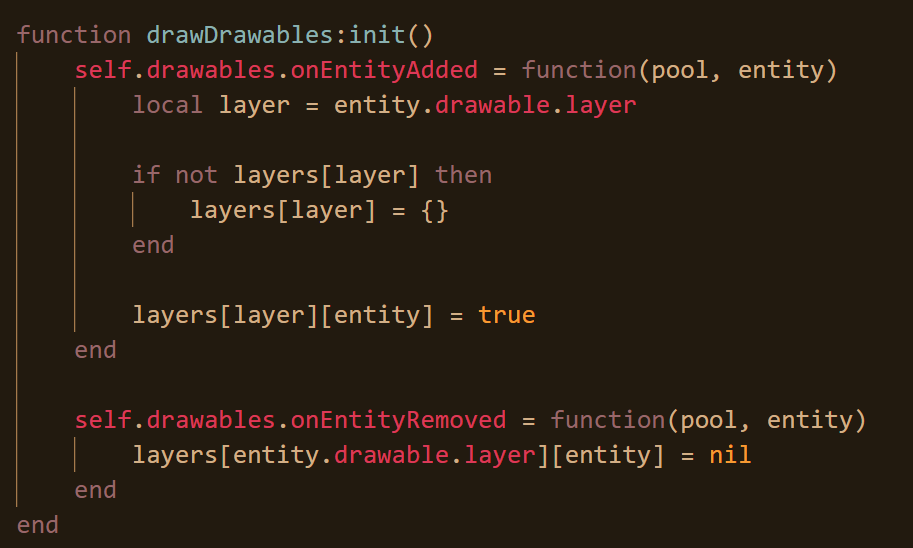 function drawDrawables:init()
    self.drawables.onEntityAdded = function(pool, entity)
        local layer = entity.drawable.layer

        if not layers[layer] then
            layers[layer] = {}
        end

        layers[layer][entity] = true
    end

    self.drawables.onEntityRemoved = function(pool, entity)
        layers[entity.drawable.layer][entity] = nil
    end
end